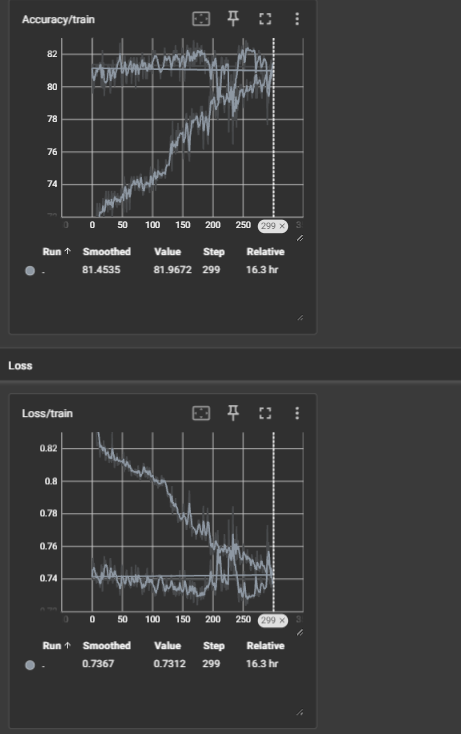 Accuracy/train
82
80
78
76
74
0 50 100 150 200 250 299 × 3
Run ↑ Smoothed Value Step Relative
. 81.4535 81.9672 299 16.3 hr
Loss
Loss/train
0.82
0.8
0.78
0.76
0.74
0 50 100 150 200 250 299 × 3
Run ↑ Smoothed Value Step Relative
. 0.7367 0.7312 299 16.3 hr